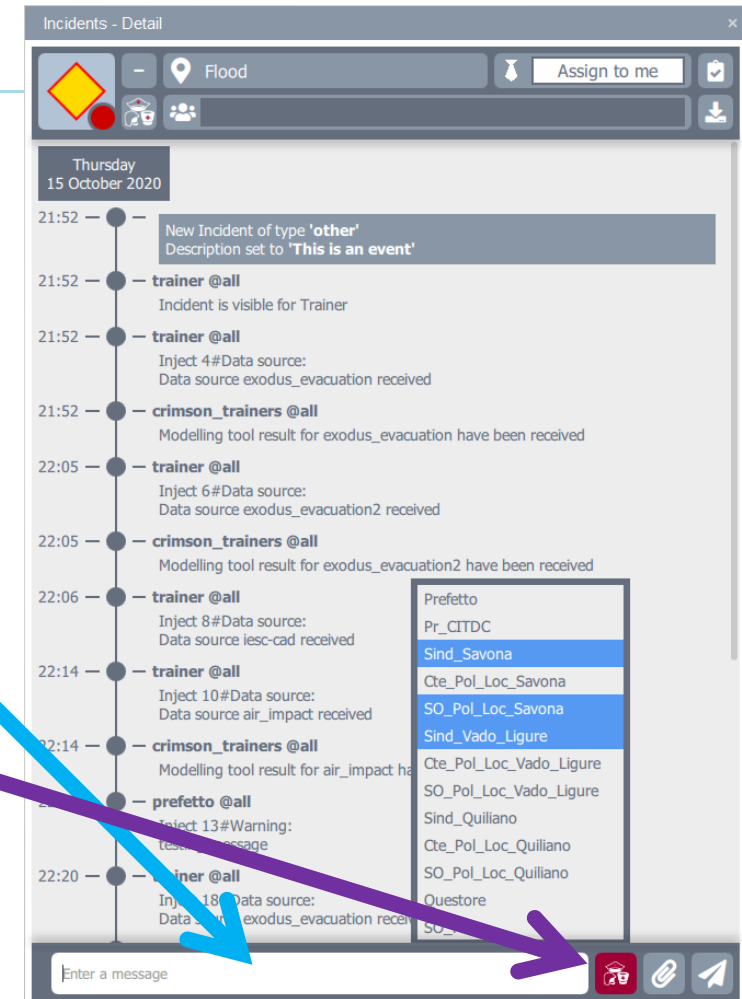 Incidents - Detail
×
–
Flood
Assign to me
Thursday
15 October 2020
21:52
New Incident of type 'other'
Description set to 'This is an event'
21:52 — trainer @all
Incident is visible for Trainer
21:52 — trainer @all
Inject 4#Data source:
Data source exodus_evacuation received
21:52 — crimson_trainers @all
Modelling tool result for exodus_evacuation have been received
22:05 — trainer @all
Inject 6#Data source:
Data source exodus_evacuation2 received
22:05 — crimson_trainers @all
Modelling tool result for exodus_evacuation2 have been received
22:06 — trainer @all
Inject 8#Data source:
Data source iesc-cad received
22:14 — trainer @all
Inject 10#Data source:
Data source air_impact received
22:14 — crimson_trainers @all
Modelling tool result for air_impact
prefetto @all
Inject 13#Warning:
message
22:20 — trainer @all
Data exodus_evacuation
Prefetto
Pr_CITDC
Sind_Savona
Cte_Pol_Loc_Savona
SO_Pol_Loc_Savona
Sind_Vado_Ligure
Cte_Pol_Loc_Vado_Ligure
SO_Pol_Loc_Vado_Ligure
Sind_Quiliano
Cte_Pol_Loc_Quiliano
SO_Pol_Loc_Quiliano
Questore
Enter a message